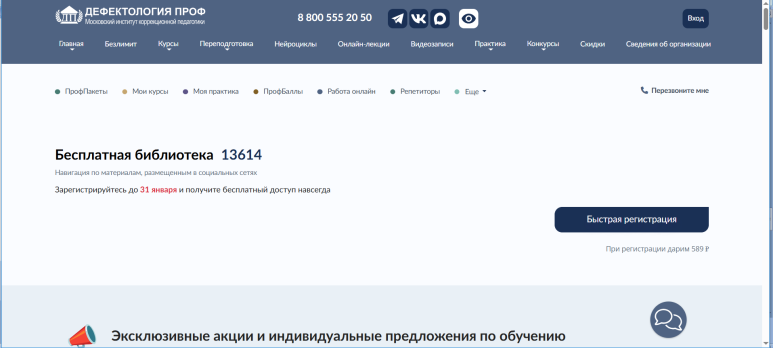 ДЕФЕКТОЛОГИЯ ПРОФ
Московский институт коррекционной педагогики
8 800 555 20 50
Вход
Главная Безлимит Курсы Переподготовка Нейроциклы Онлайн-лекции Видеозаписи Практика Конкурсы Скидки Сведения об организации
ПрофПакеты Мои курсы Моя практика ПрофБаллы Работа онлайн Репетиторы Еще Перезвоните мне
Бесплатная библиотека 13614
Навигация по материалам, размещенным в социальных сетях
Зарегистрируйтесь до 31 января и получите бесплатный доступ навсегда
Быстрая регистрация
При регистрации дарим 589 ₽
Эксклюзивные акции и индивидуальные предложения по обучению